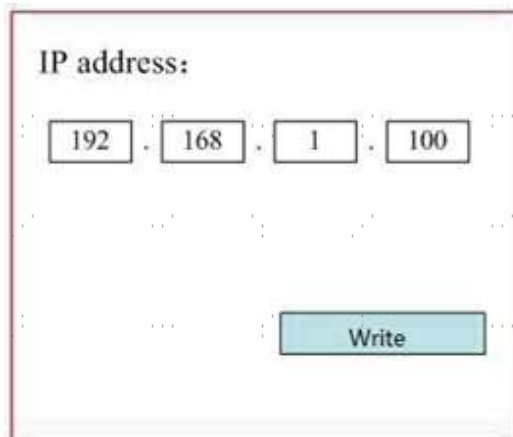 IP address：
192 . 168 . 1 . 100
Write